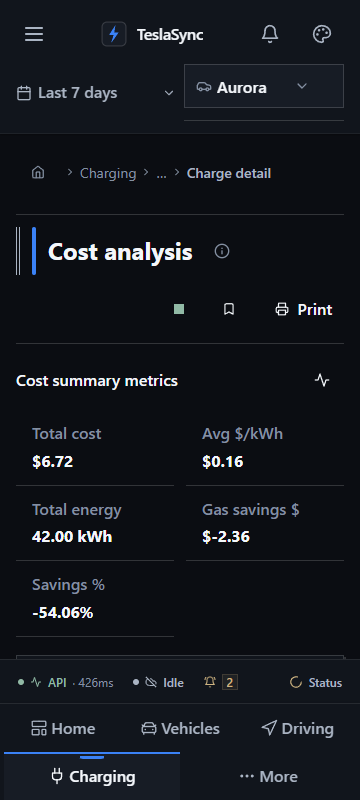 TeslaSync
Last 7 days
Aurora
Charging ... Charge detail
Cost analysis
Print
Cost summary metrics
Total cost
$6.72
Avg $/kWh
$0.16
Total energy
42.00 kWh
Gas savings $
$-2.36
Savings %
-54.06%
API · 426ms Idle 2 Status
Home Vehicles Driving
Charging ... More